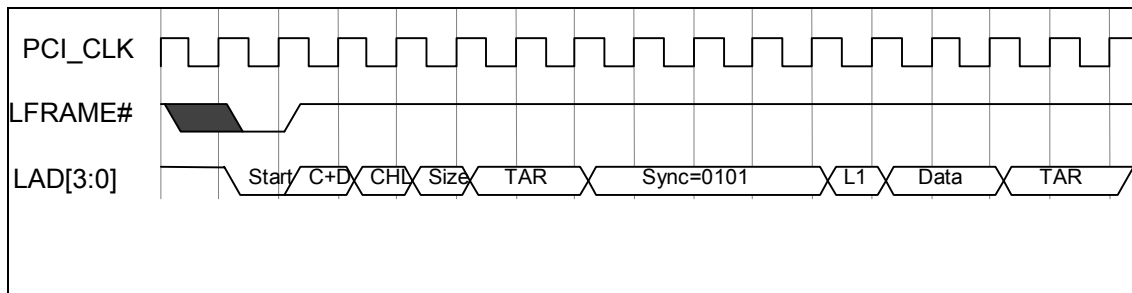 PCI_CLK
LFRAME#
LAD[3:0] Start C+D CHL Size TAR Sync=0101 L1 Data TAR